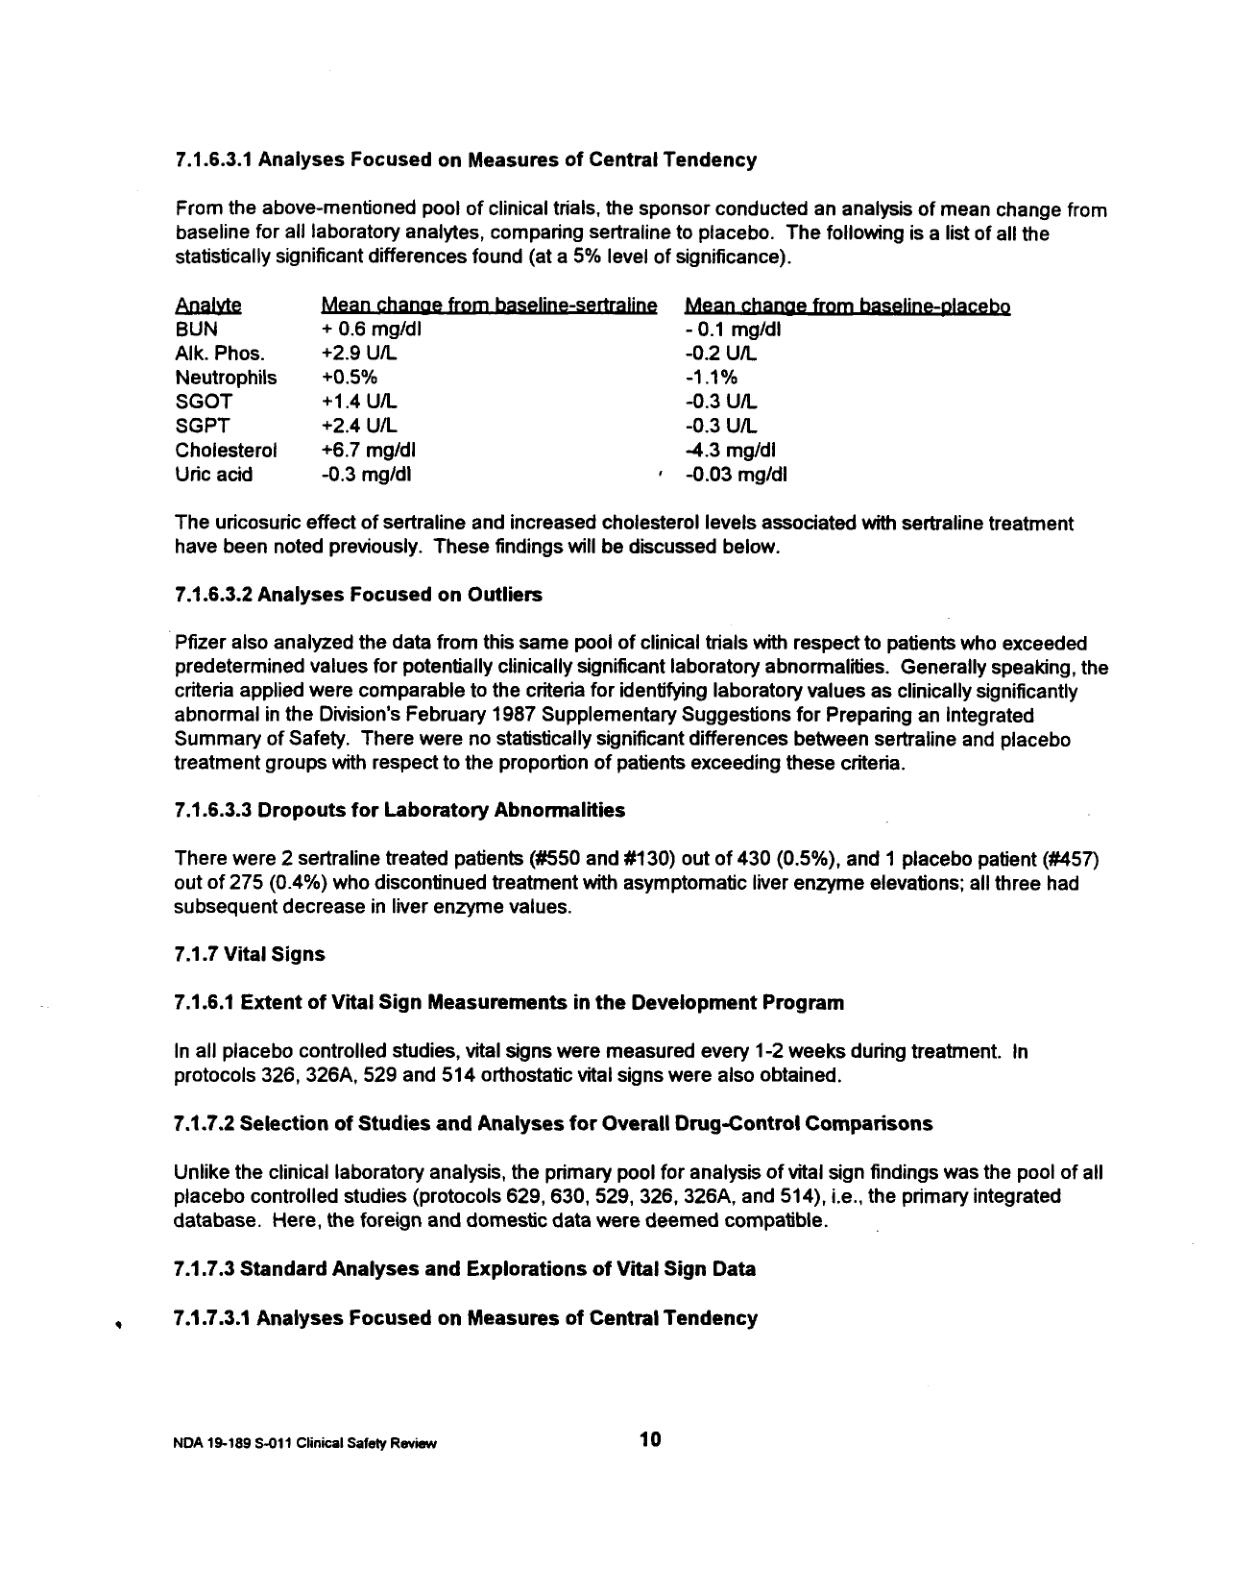 7.1.6.3.1 Analyses Focused on Measures of Central Tendency
From the above-mentioned pool of clinical trials, the sponsor conducted an analysis of mean change from
baseline for all laboratory analytes, comparing sertraline to placebo. The following is a list of all the
statistically significant differences found (at a 5% level of significance).
Analyte Mean change from baseline-sertraline Mean change from baseline-placebo
BUN + 0.6 mg/dl - 0.1 mg/dl
Alk. Phos. +2.9 U/L -0.2 U/L
Neutrophils +0.5% -1.1%
SGOT +1.4 U/L -0.3 U/L
SGPT +2.4 U/L -0.3 U/L
Cholesterol +6.7 mg/dl -4.3 mg/dl
Uric acid -0.3 mg/dl -0.03 mg/dl
The uricosuric effect of sertraline and increased cholesterol levels associated with sertraline treatment
have been noted previously. These findings will be discussed below.
7.1.6.3.2 Analyses Focused on Outliers
Pfizer also analyzed the data from this same pool of clinical trials with respect to patients who exceeded
predetermined values for potentially clinically significant laboratory abnormalities. Generally speaking, the
criteria applied were comparable to the criteria for identifying laboratory values as clinically significantly
abnormal in the Division's February 1987 Supplementary Suggestions for Preparing an Integrated
Summary of Safety. There were no statistically significant differences between sertraline and placebo
treatment groups with respect to the proportion of patients exceeding these criteria.
7.1.6.3.3 Dropouts for Laboratory Abnormalities
There were 2 sertraline treated patients (#550 and #130) out of 430 (0.5%), and 1 placebo patient (#457)
out of 275 (0.4%) who discontinued treatment with asymptomatic liver enzyme elevations; all three had
subsequent decrease in liver enzyme values.
7.1.7 Vital Signs
7.1.6.1 Extent of Vital Sign Measurements in the Development Program
In all placebo controlled studies, vital signs were measured every 1-2 weeks during treatment. In
protocols 326, 326A, 529 and 514 orthostatic vital signs were also obtained.
7.1.7.2 Selection of Studies and Analyses for Overall Drug-Control Comparisons
Unlike the clinical laboratory analysis, the primary pool for analysis of vital sign findings was the pool of all
placebo controlled studies (protocols 629, 630, 529, 326, 326A, and 514), i.e., the primary integrated
database. Here, the foreign and domestic data were deemed compatible.
7.1.7.3 Standard Analyses and Explorations of Vital Sign Data
7.1.7.3.1 Analyses Focused on Measures of Central Tendency
NDA 19-189 S-011 Clinical Safety Review 10